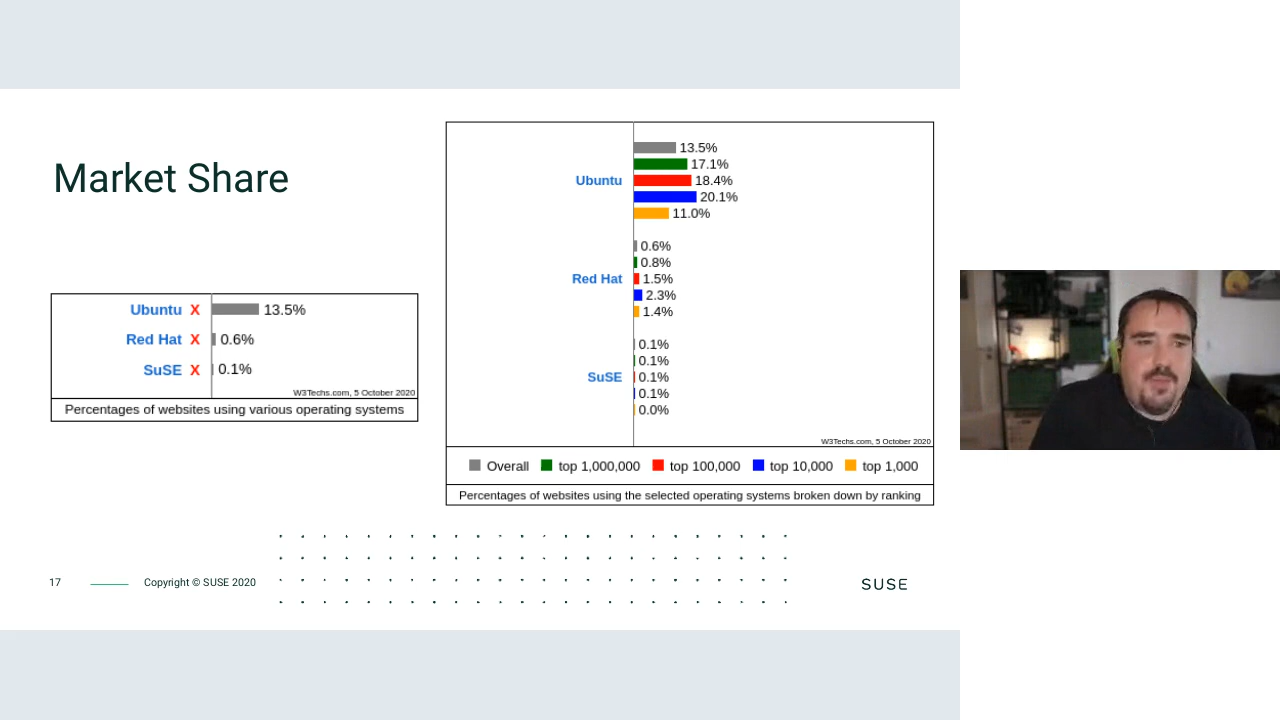 Market Share
Ubuntu X 13.5%
Red Hat X 0.6%
SuSE X 0.1%
W3Techs.com, 5 October 2020
Percentages of websites using various operating systems
13.5%
17.1%
Ubuntu 18.4%
20.1%
11.0%
0.6%
0.8%
Red Hat 1.5%
2.3%
1.4%
0.1%
0.1%
SuSE 0.1%
0.1%
0.0%
W3Techs.com, 5 October 2020
Overall top 1,000,000 top 100,000 top 10,000 top 1,000
Percentages of websites using the selected operating systems broken down by ranking
17 Copyright © SUSE 2020
SUSE